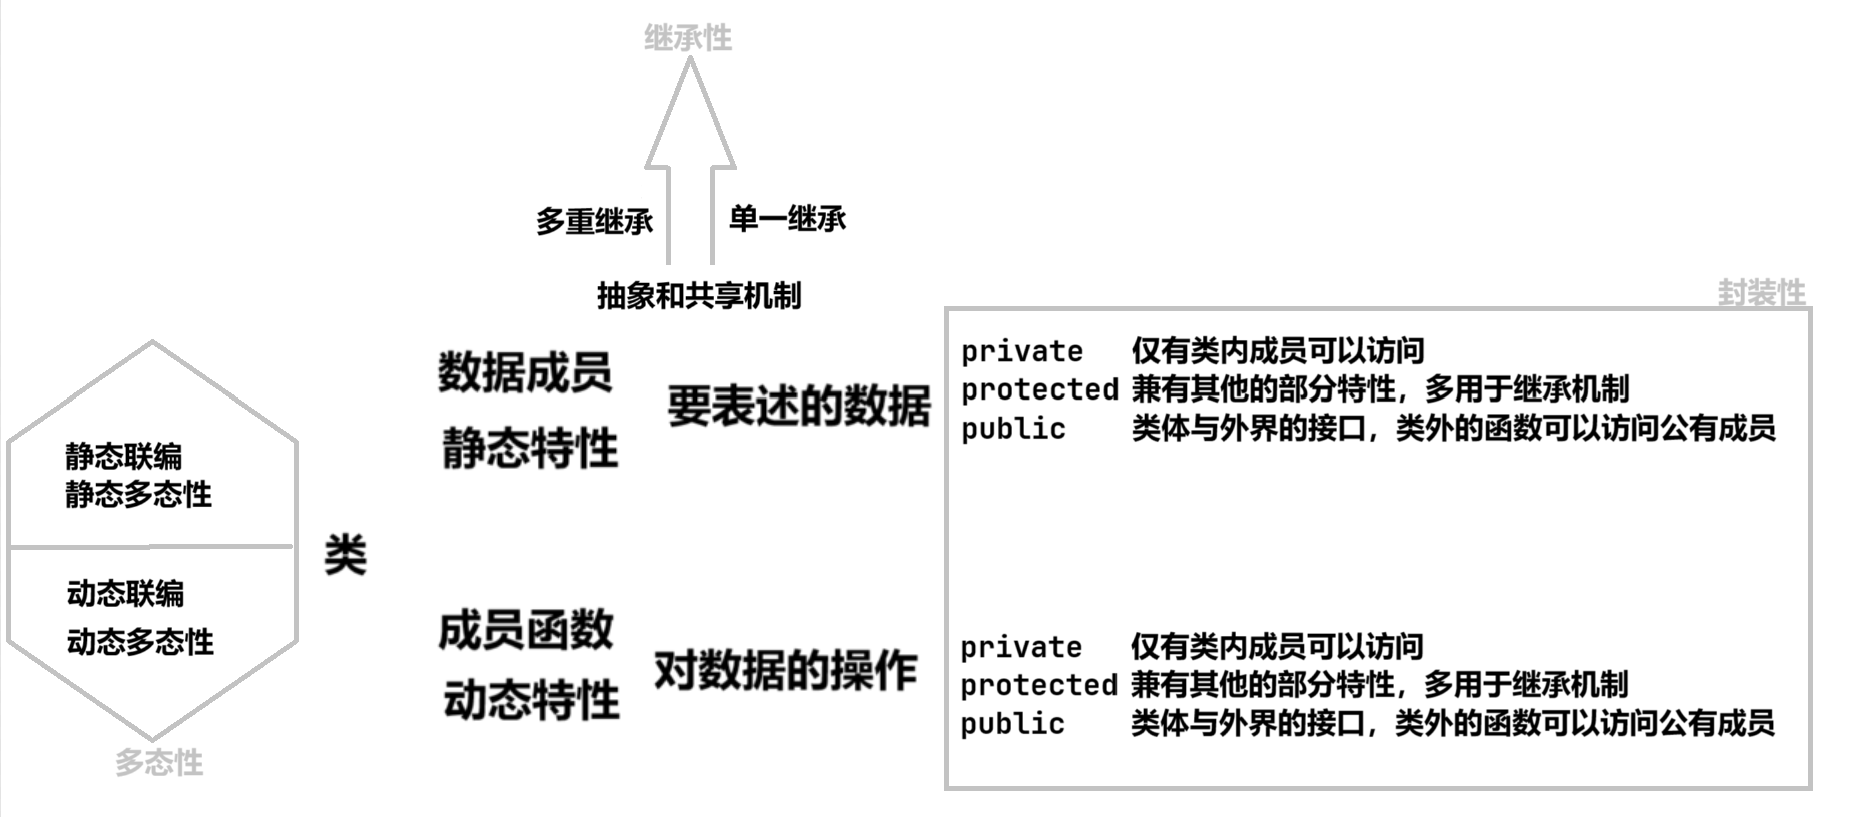 继承性
多重继承
单一继承
抽象和共享机制
封装性
数据成员
静态特性
要表述的数据
private 仅有类内成员可以访问
protected 兼有其他的部分特性，多用于继承机制
public 类体与外界的接口，类外的函数可以访问公有成员
静态联编
静态多态性
类
动态联编
动态多态性
多态性
成员函数
动态特性
对数据的操作
private 仅有类内成员可以访问
protected 兼有其他的部分特性，多用于继承机制
public 类体与外界的接口，类外的函数可以访问公有成员